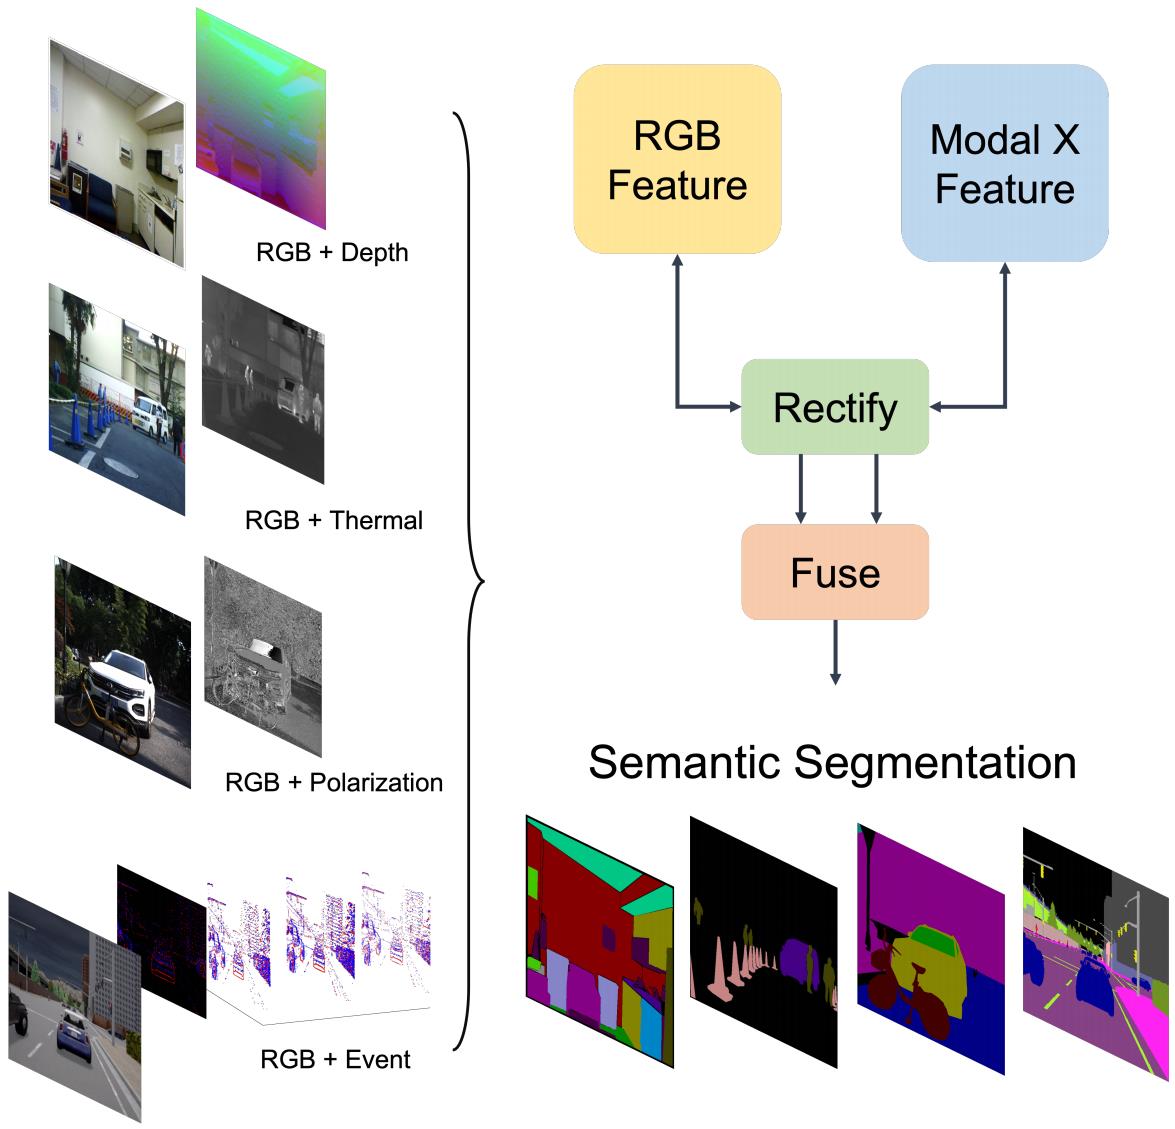 RGB + Depth
RGB + Thermal
RGB + Polarization
RGB + Event
RGB
Feature
Modal X
Feature
Rectify
Fuse
Semantic Segmentation